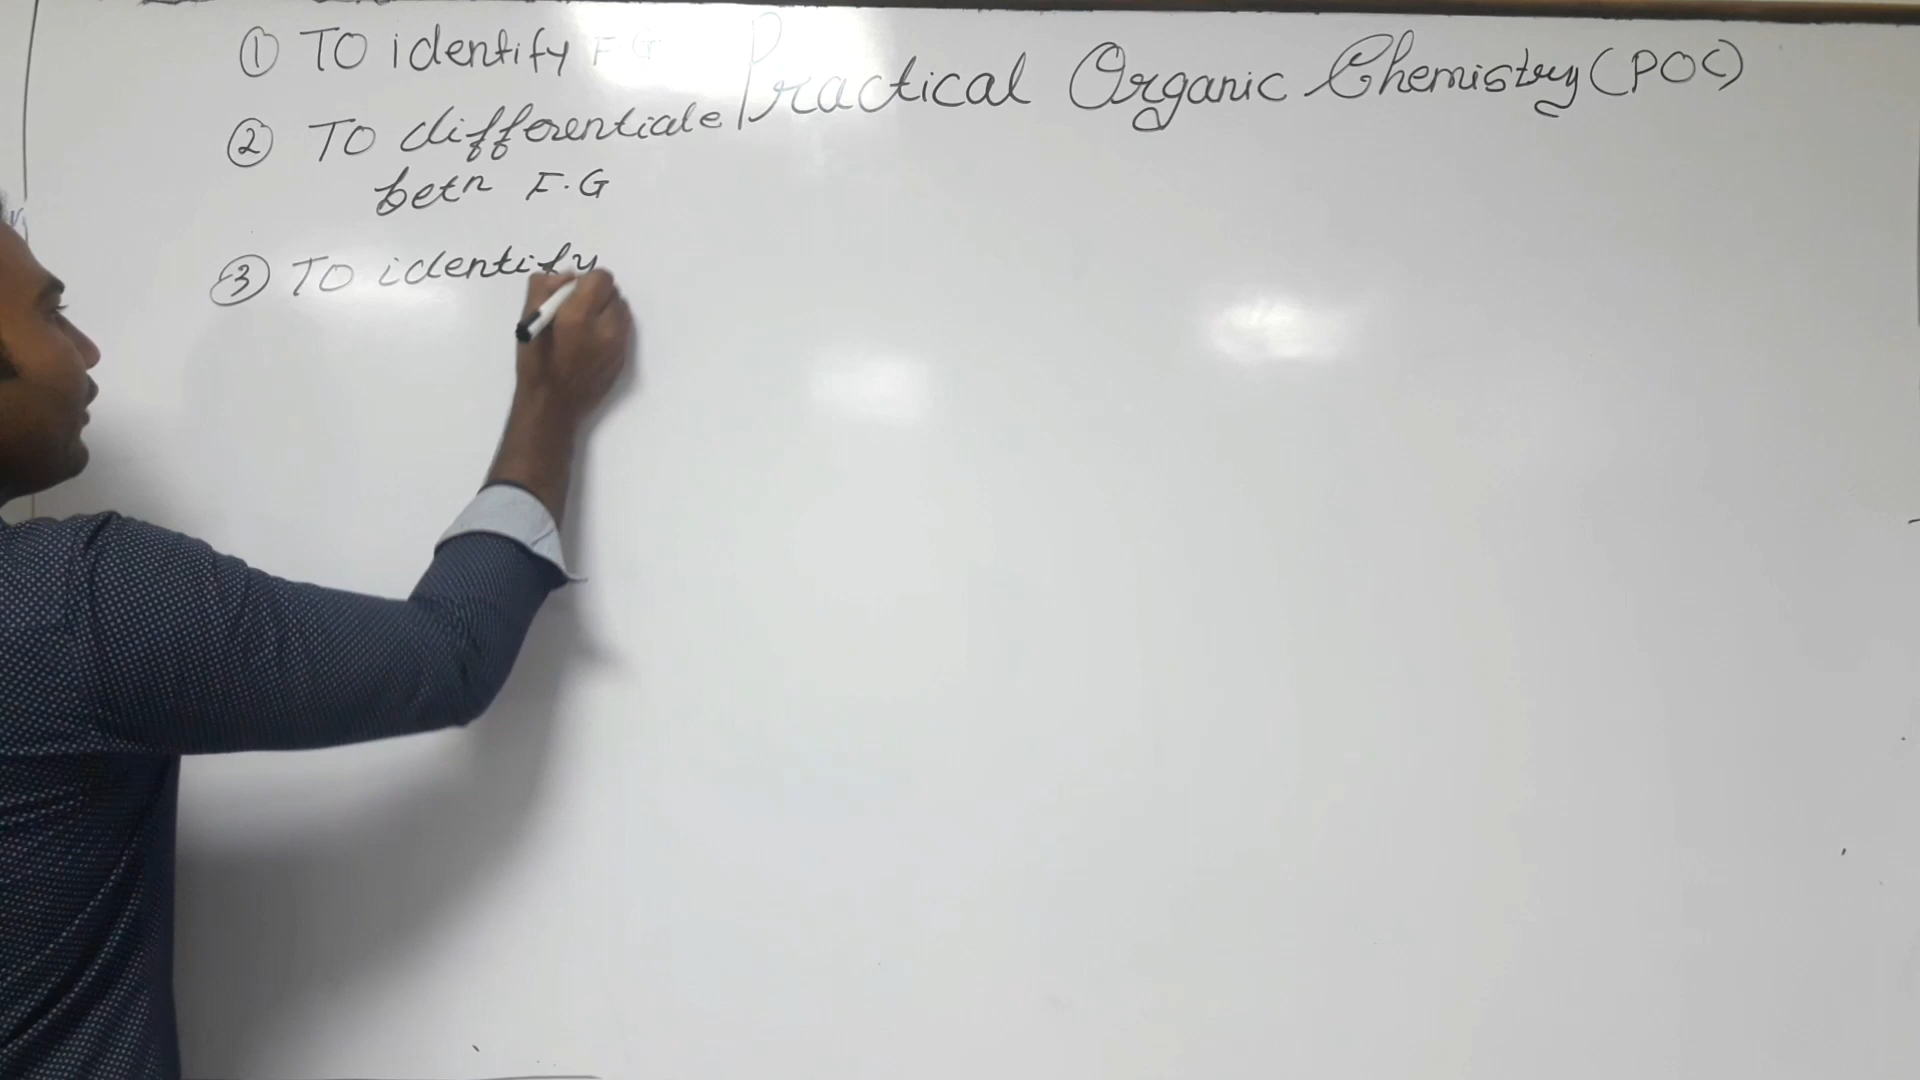 Practical Organic Chemistry (POC)
① TO identify F.G
② TO differentiate
betn F.G
③ TO identify